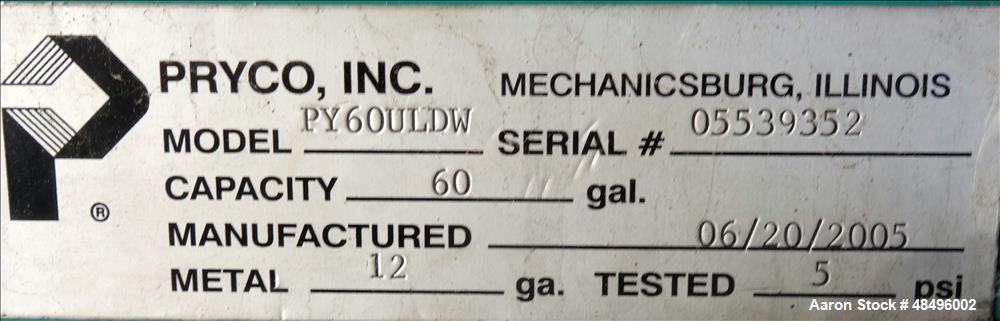 PRYCO, INC. MECHANICSBURG, ILLINOIS
MODEL PY60ULDW SERIAL # 05539352
CAPACITY 60 gal.
®
MANUFACTURED 06/20/2005
METAL 12 ga. TESTED 5 psi
Aaron Stock # 48496002